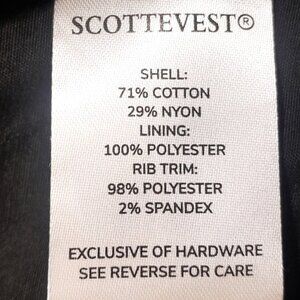 SCOTTEVEST®
SHELL:
71% COTTON
29% NYON
LINING:
100% POLYESTER
RIB TRIM:
98% POLYESTER
2% SPANDEX
EXCLUSIVE OF HARDWARE
SEE REVERSE FOR CARE